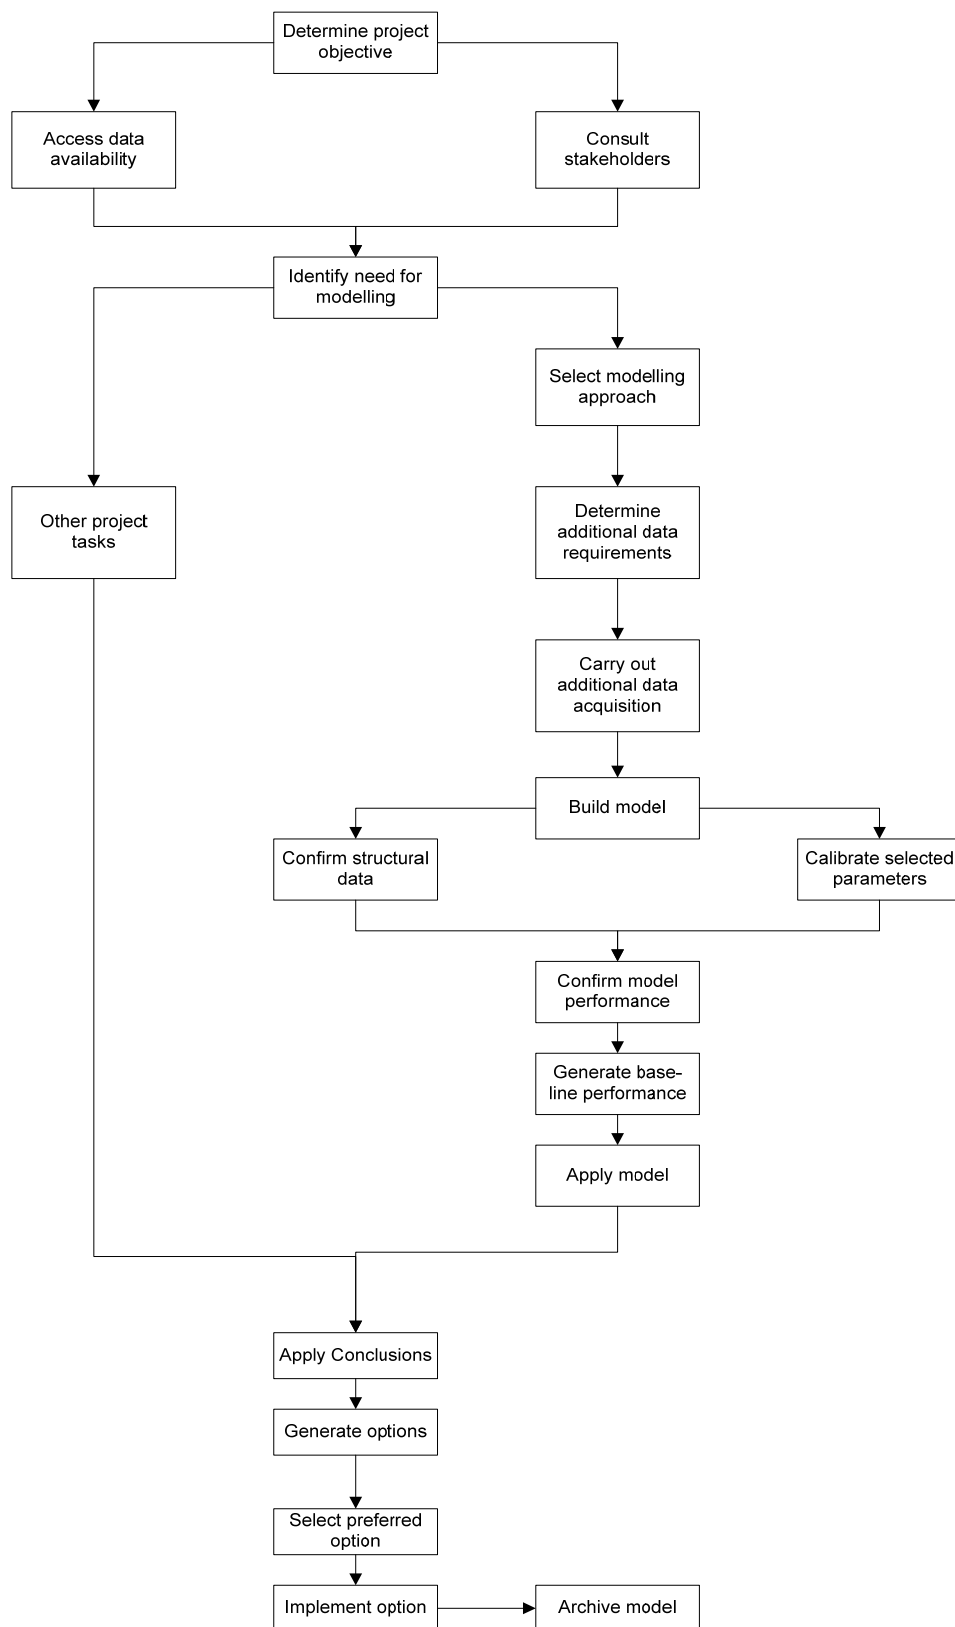 Determine project
objective
Access data
availability
Consult
stakeholders
Identify need for
modelling
Select modelling
approach
Other project
tasks
Determine
additional data
requirements
Carry out
additional data
acquisition
Build model
Confirm structural
data
Calibrate selected
parameters
Confirm model
performance
Generate base-
line performance
Apply model
Apply Conclusions
Generate options
Select preferred
option
Implement option
Archive model